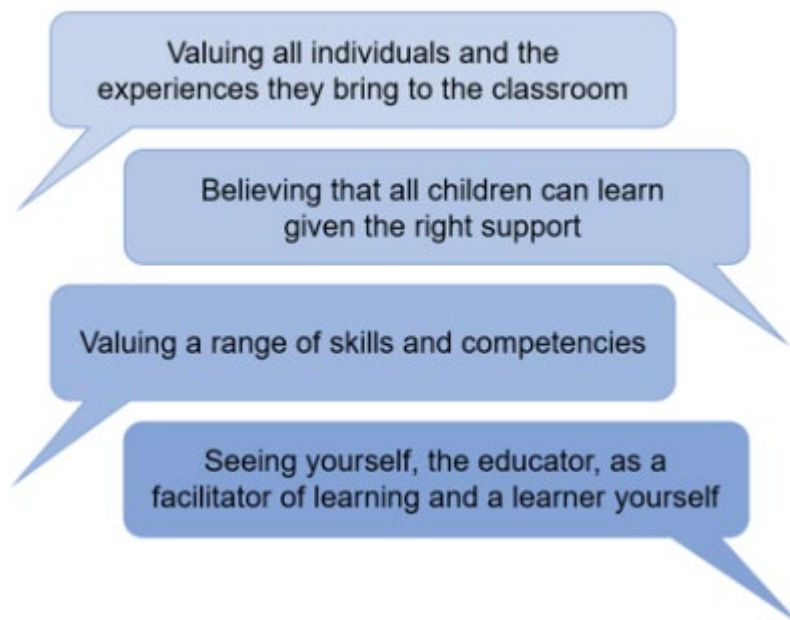 Valuing all individuals and the
experiences they bring to the classroom
Believing that all children can learn
given the right support
Valuing a range of skills and competencies
Seeing yourself, the educator, as a
facilitator of learning and a learner yourself